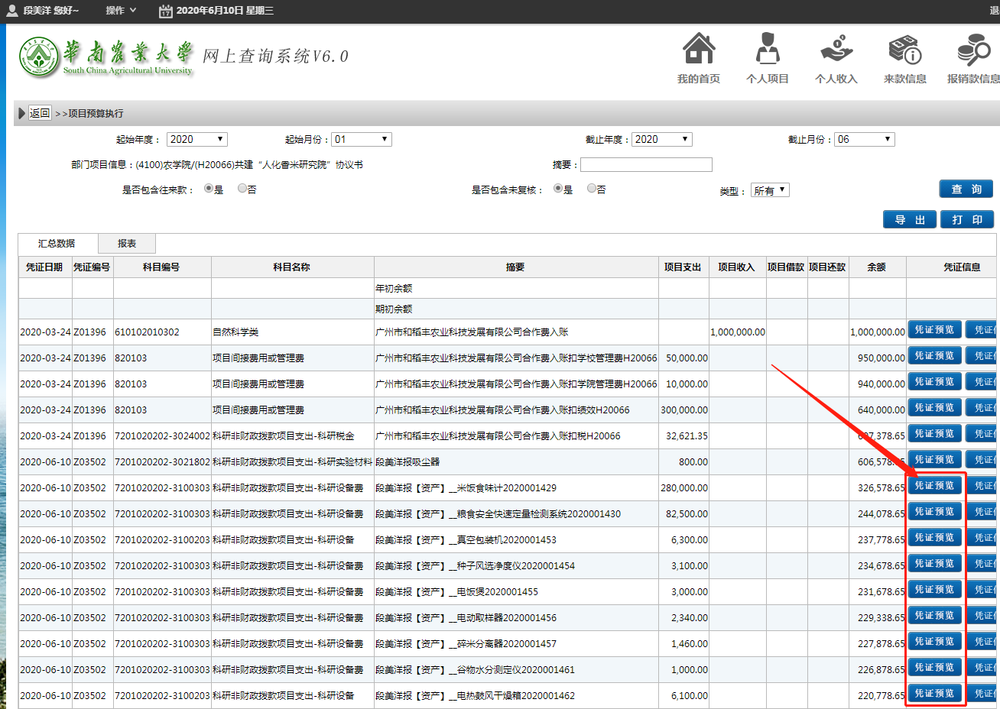 段美洋 您好~ 操作 17 2020年6月10日 星期三 退
華南農業大學 South China Agricultural University 网上查询系统V6.0
我的首页 个人项目 个人收入 来款信息 报销款信息
返回 >>项目预算执行
起始年度： 2020 起始月份：01 截止年度：2020 截止月份：06
部门项目信息：(4100)农学院/(H20066)共建“人化香米研究院”协议书 摘要：
是否包含往来款： 是 否 是否包含未复核： 是 否 类型： 所有 查 询
导 出 打 印
汇总数据 报表
凭证日期 凭证编号 科目编号 科目名称 摘要 项目支出 项目收入 项目借款 项目还款 余额 凭证信息
年初余额
期初余额
2020-03-24 Z01396 610102010302 自然科学类 广州市和稻丰农业科技发展有限公司合作费入账 1,000,000.00 1,000,000.00 凭证预览 凭证
2020-03-24 Z01396 820103 项目间接费用或管理费 广州市和稻丰农业科技发展有限公司合作费入账扣学校管理费H20066 50,000.00 950,000.00 凭证预览 凭证
2020-03-24 Z01396 820103 项目间接费用或管理费 广州市和稻丰农业科技发展有限公司合作费入账扣学院管理费H20066 10,000.00 940,000.00 凭证预览 凭证
2020-03-24 Z01396 820103 项目间接费用或管理费 广州市和稻丰农业科技发展有限公司合作费入账扣绩效H20066 300,000.00 640,000.00 凭证预览 凭证
2020-03-24 Z01396 7201020202-3024002 科研非财政拨款项目支出-科研税金 广州市和稻丰农业科技发展有限公司合作费入账扣税H20066 32,621.35 607,378.65 凭证预览 凭证
2020-06-10 Z03502 7201020202-3021802 科研非财政拨款项目支出-科研实验材料 段美洋报吸尘器 800.00 606,578.65 凭证预览 凭证
2020-06-10 Z03502 7201020202-3100303 科研非财政拨款项目支出-科研设备费 段美洋报【资产】__米饭食味计2020001429 280,000.00 326,578.65 凭证预览 凭证
2020-06-10 Z03502 7201020202-3100303 科研非财政拨款项目支出-科研设备费 段美洋报【资产】__粮食安全快速定量检测系统2020001430 82,500.00 244,078.65 凭证预览 凭证
2020-06-10 Z03502 7201020202-3100203 科研非财政拨款项目支出-科研设备 段美洋报【资产】__真空包装机2020001453 6,300.00 237,778.65 凭证预览 凭证
2020-06-10 Z03502 7201020202-3100303 科研非财政拨款项目支出-科研设备费 段美洋报【资产】__种子风选净度仪2020001454 3,100.00 234,678.65 凭证预览 凭证
2020-06-10 Z03502 7201020202-3100303 科研非财政拨款项目支出-科研设备费 段美洋报【资产】__电饭煲2020001455 3,000.00 231,678.65 凭证预览 凭证
2020-06-10 Z03502 7201020202-3100303 科研非财政拨款项目支出-科研设备费 段美洋报【资产】__电动取样器2020001456 2,340.00 229,338.65 凭证预览 凭证
2020-06-10 Z03502 7201020202-3100303 科研非财政拨款项目支出-科研设备费 段美洋报【资产】__碎米分离器2020001457 1,460.00 227,878.65 凭证预览 凭证
2020-06-10 Z03502 7201020202-3100303 科研非财政拨款项目支出-科研设备费 段美洋报【资产】__谷物水分测定仪2020001461 1,000.00 226,878.65 凭证预览 凭证
2020-06-10 Z03502 7201020202-3100203 科研非财政拨款项目支出-科研设备 段美洋报【资产】__电热鼓风干燥箱2020001462 6,100.00 220,778.65 凭证预览 凭证